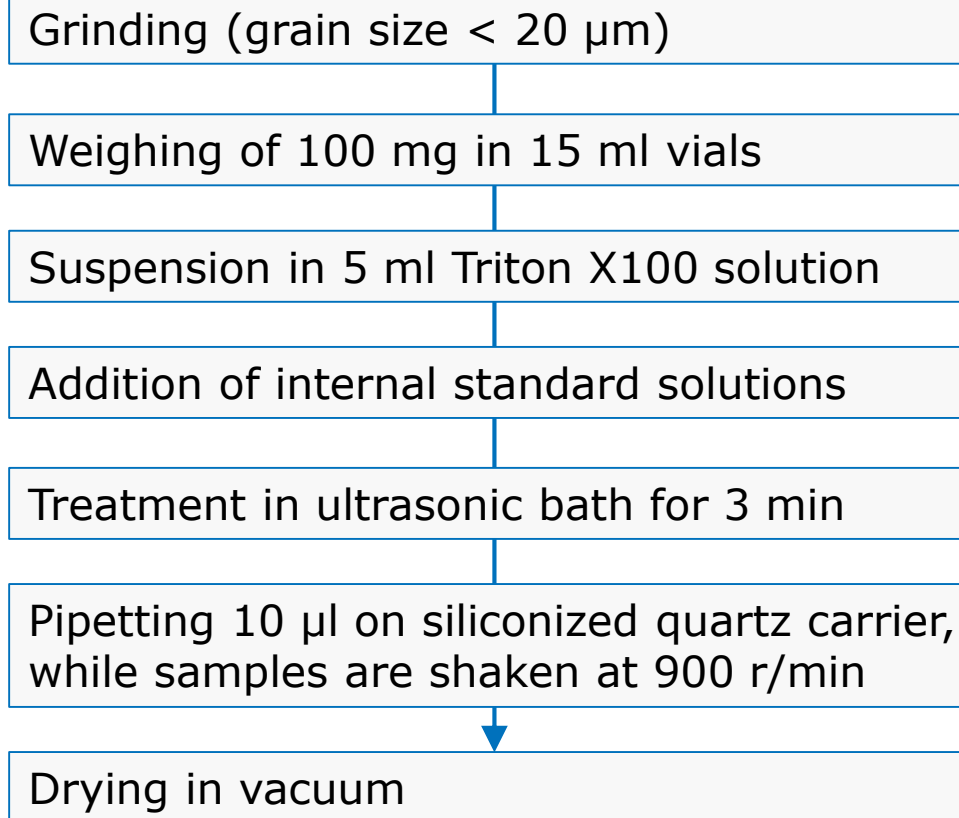 Grinding (grain size < 20 µm)
Weighing of 100 mg in 15 ml vials
Suspension in 5 ml Triton X100 solution
Addition of internal standard solutions
Treatment in ultrasonic bath for 3 min
Pipetting 10 µl on siliconized quartz carrier,
while samples are shaken at 900 r/min
Drying in vacuum